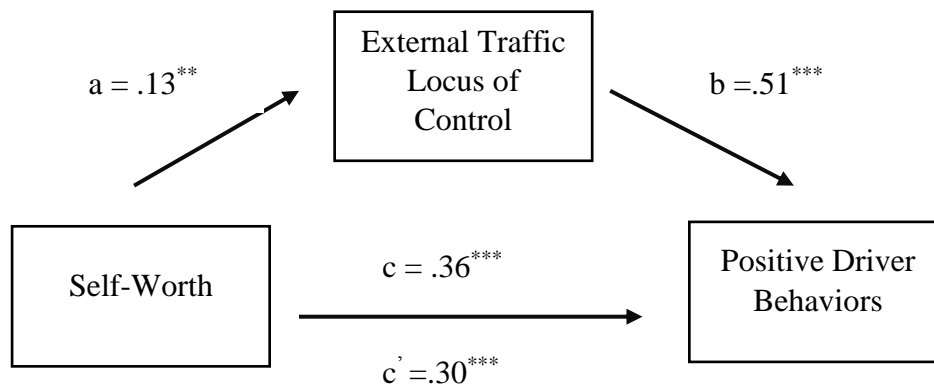 External Traffic
Locus of
Control
a = .13**
b =.51***
Self-Worth
c = .36***
c’ =.30***
Positive Driver
Behaviors